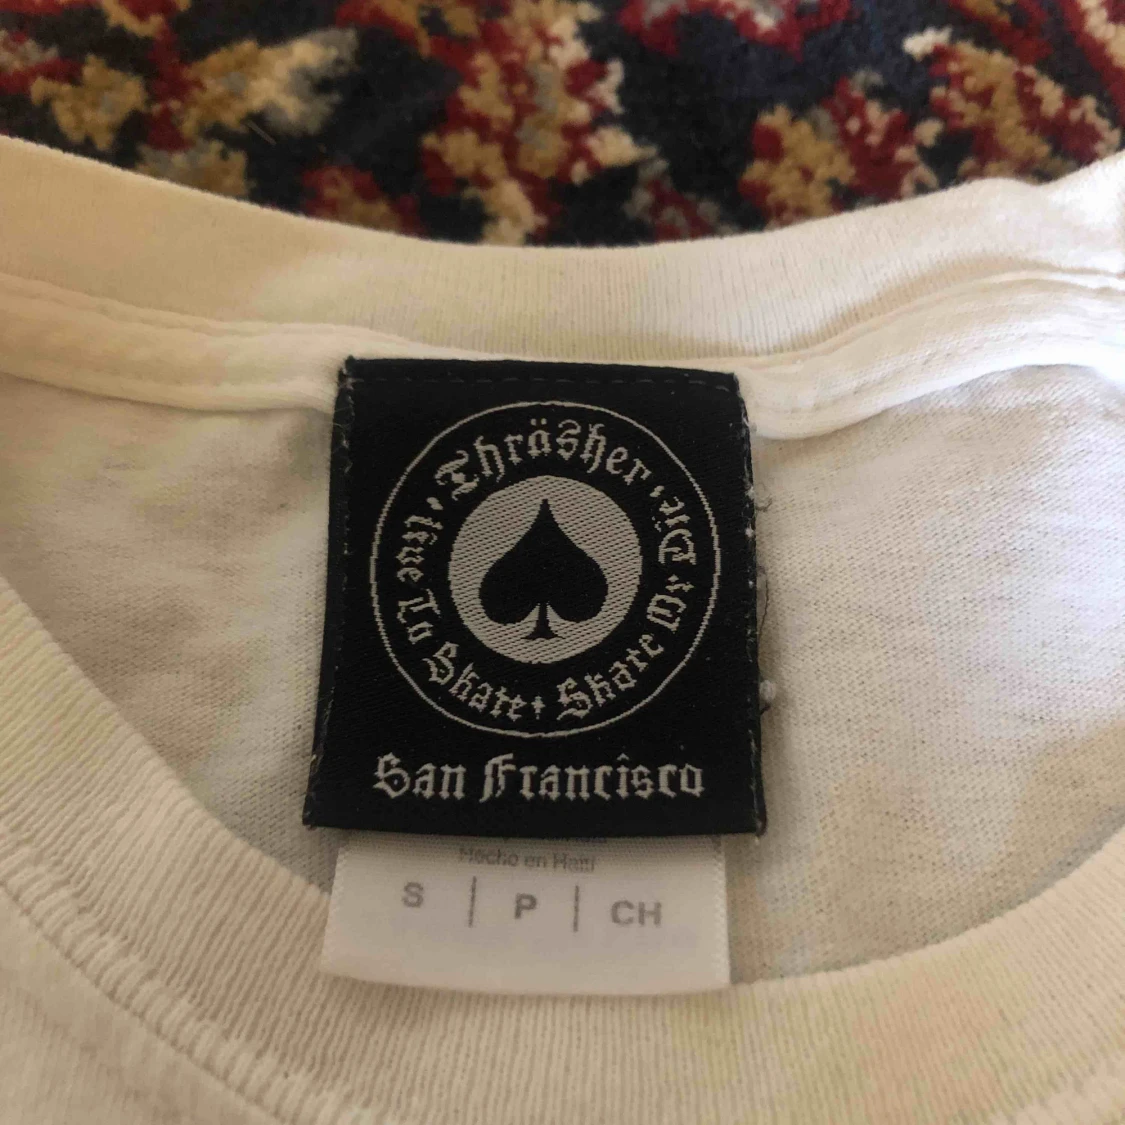 Thräsher
Live To Skate
Skate Or Die
San Francisco
Hecho en Haiti
S | P | CH